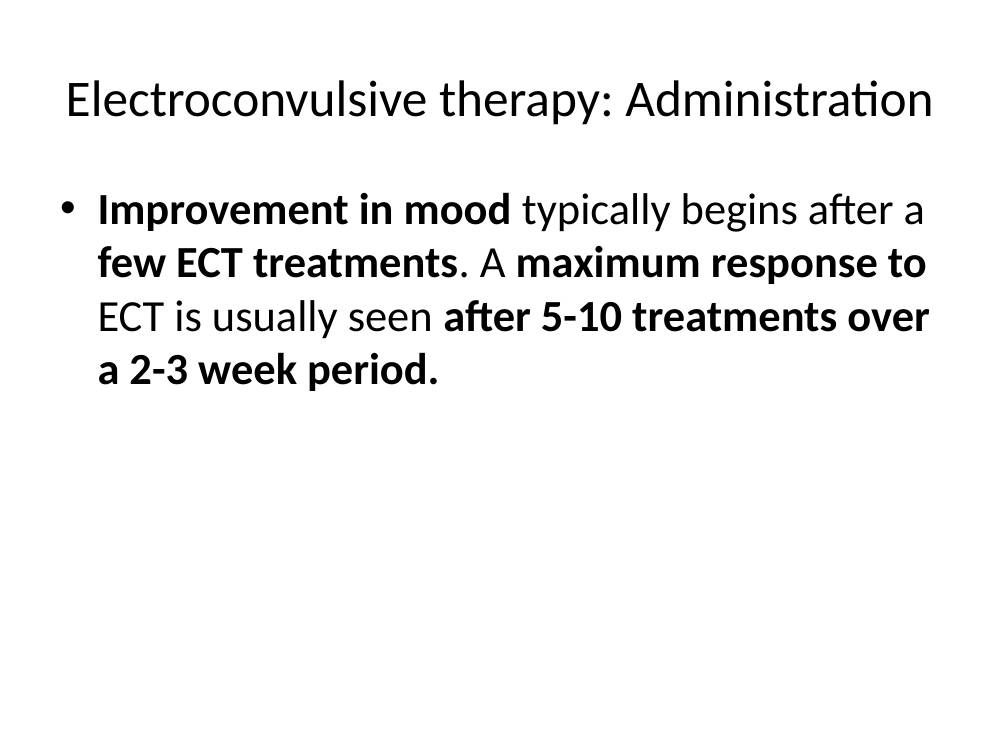 Electroconvulsive therapy: Administration
• Improvement in mood typically begins after a
few ECT treatments. A maximum response to
ECT is usually seen after 5-10 treatments over
a 2-3 week period.